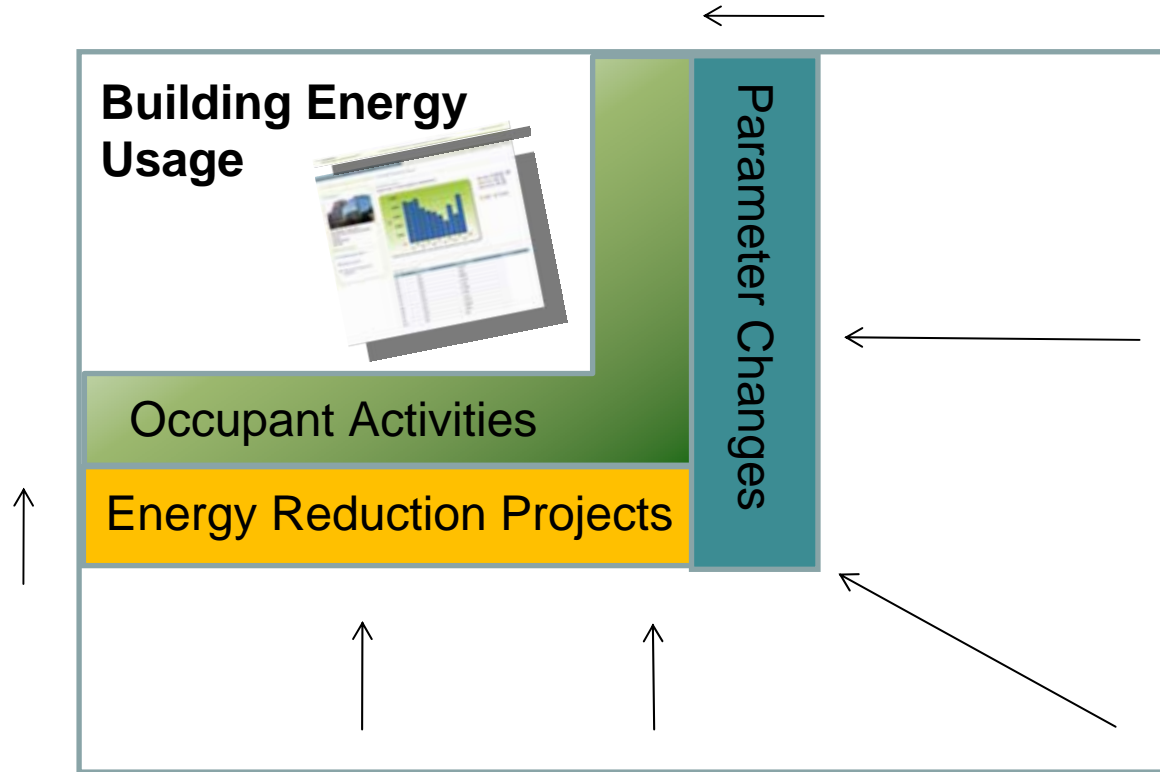 Building Energy
Usage
Parameter Changes
Occupant Activities
Energy Reduction Projects